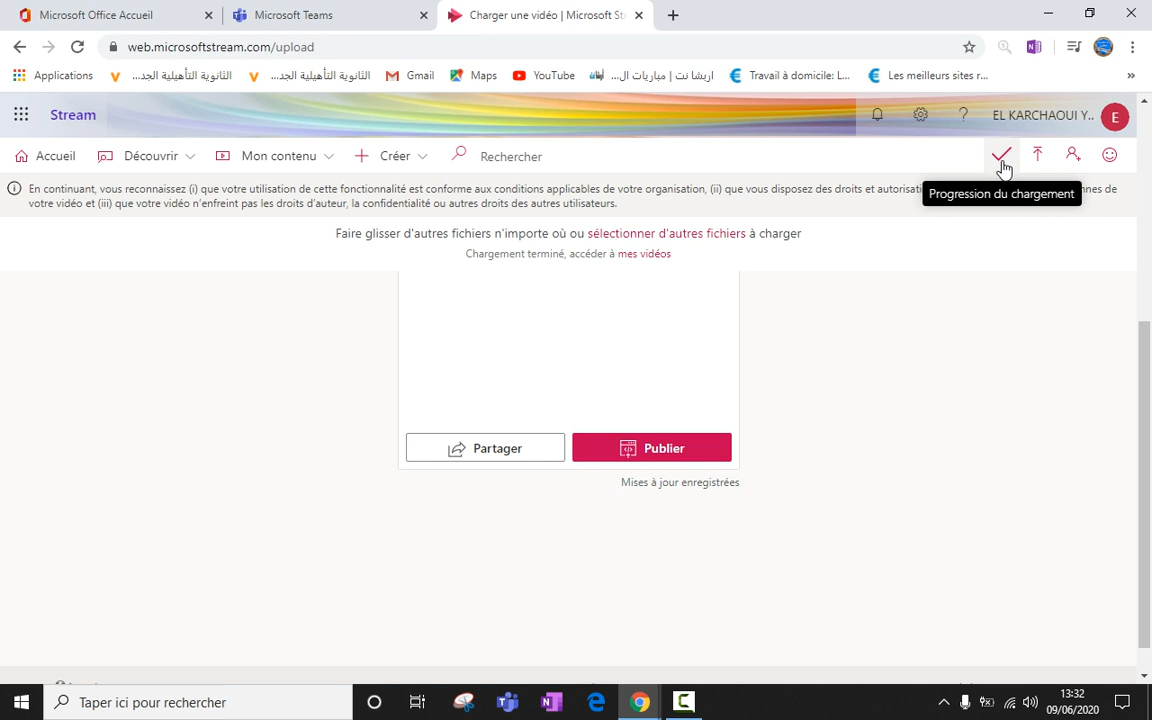 Microsoft Office Accueil
Microsoft Teams
Charger une vidéo | Microsoft St
web.microsoftstream.com/upload
Applications
الثانوية التأهيلية الجد...
الثانوية التأهيلية الجد...
Gmail
Maps
YouTube
اربشا نت | مباريات ال...
Travail à domicile: L...
Les meilleurs sites r...
»
Stream
EL KARCHAOUI Y..
E
Accueil
Découvrir
Mon contenu
Créer
Rechercher
En continuant, vous reconnaissez (i) que votre utilisation de cette fonctionnalité est conforme aux conditions applicables de votre organisation, (ii) que vous disposez des droits et autorisati
nnes de
votre vidéo et (iii) que votre vidéo n'enfreint pas les droits d'auteur, la confidentialité ou autres droits des autres utilisateurs.
Progression du chargement
Faire glisser d'autres fichiers n'importe où ou sélectionner d'autres fichiers à charger
Chargement terminé, accéder à mes vidéos
Partager
Publier
Mises à jour enregistrées
Taper ici pour rechercher
13:32
09/06/2020